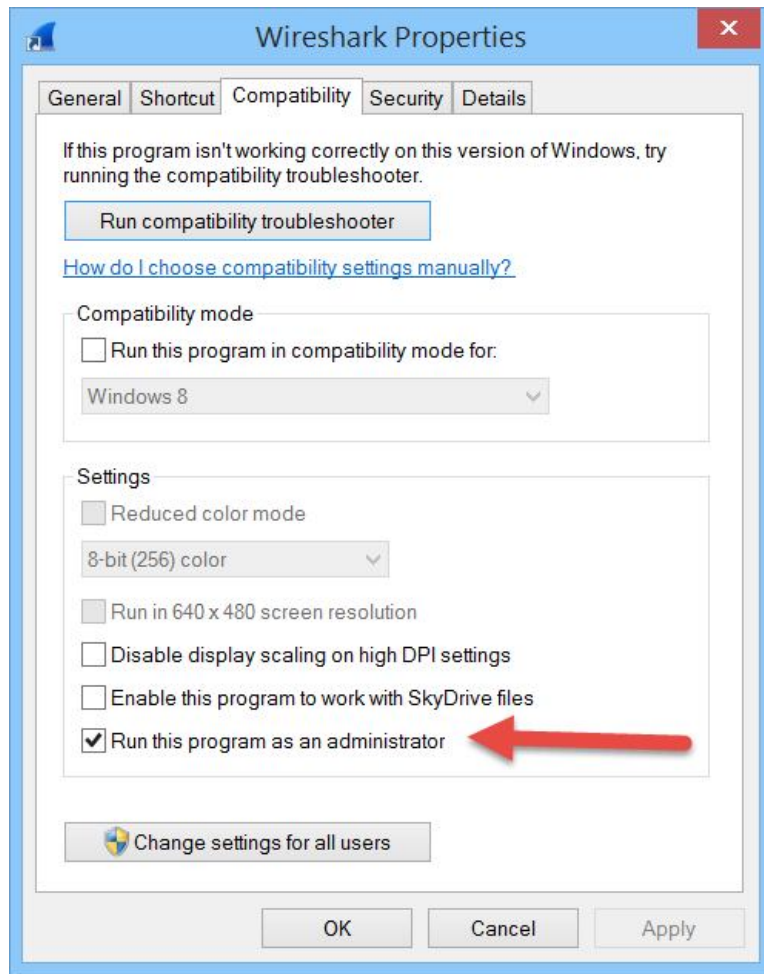 Wireshark Properties
General Shortcut Compatibility Security Details
If this program isn't working correctly on this version of Windows, try
running the compatibility troubleshooter.
Run compatibility troubleshooter
How do I choose compatibility settings manually?
Compatibility mode
Run this program in compatibility mode for:
Windows 8
Settings
Reduced color mode
8-bit (256) color
Run in 640 x 480 screen resolution
Disable display scaling on high DPI settings
Enable this program to work with SkyDrive files
Run this program as an administrator
Change settings for all users
OK Cancel Apply